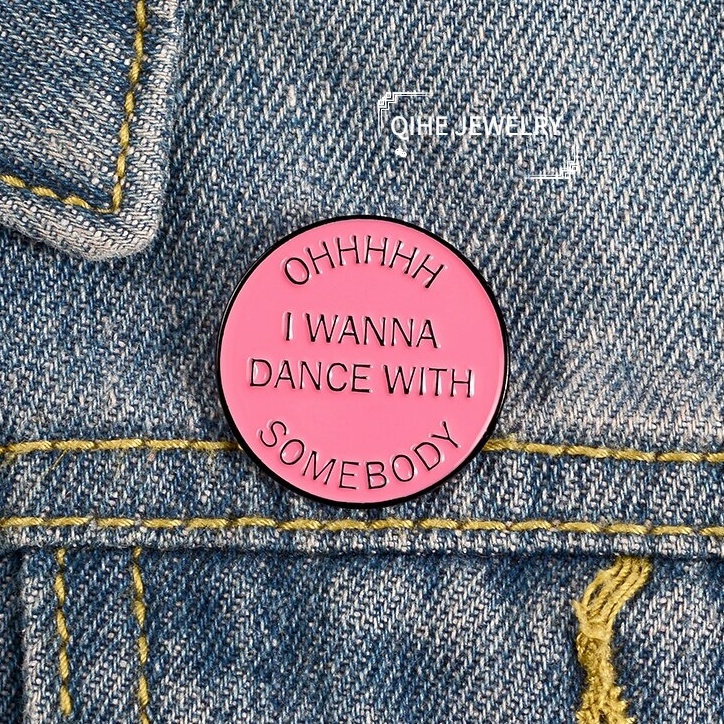 QIHE JEWELRY
OHHHHH
I WANNA
DANCE WITH
SOMEBODY